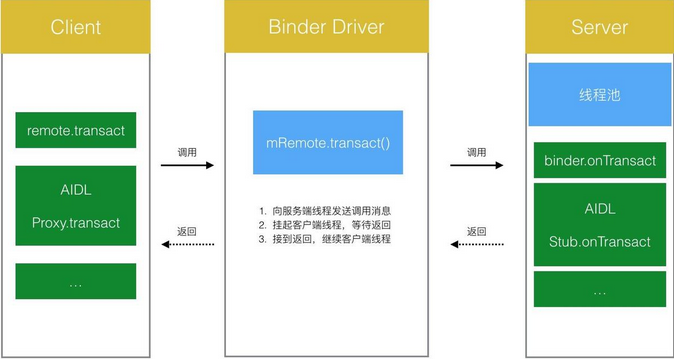 Client
remote.transact
AIDL
Proxy.transact
...
调用
返回
Binder Driver
mRemote.transact()
1. 向服务端线程发送调用消息
2. 挂起客户端线程，等待返回
3. 接到返回，继续客户端线程
调用
返回
Server
线程池
binder.onTransact
AIDL
Stub.onTransact
...